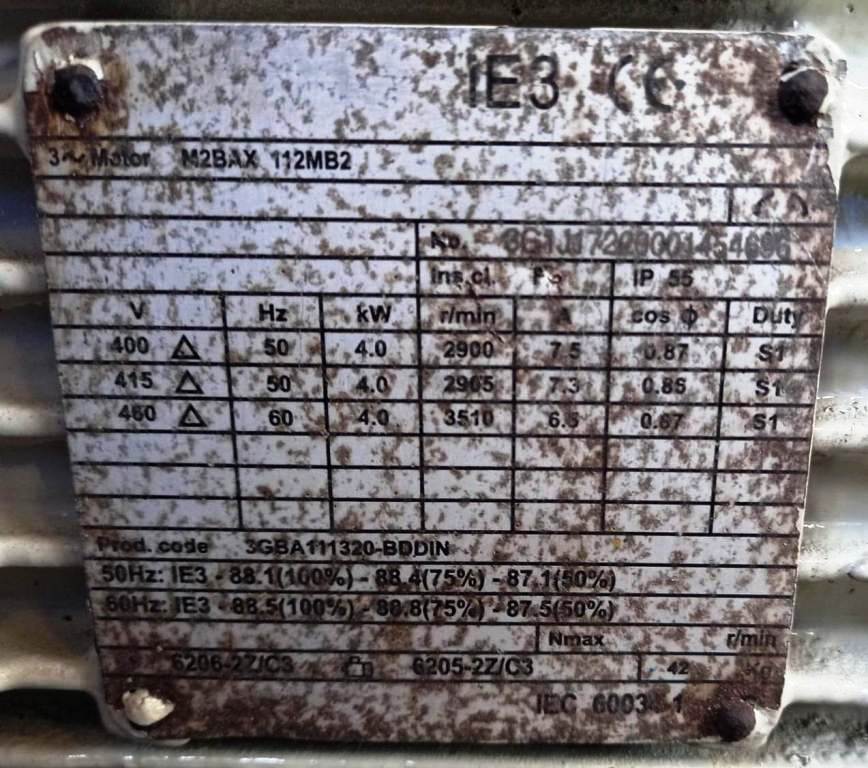 IE3 CE
3~ Motor M2BAX 112MB2
No.
Ins.cl. F IP 55
V Hz kW r/min A cos ϕ Duty
400 △ 50 4.0 2900 7.5 0.87 S1
415 △ 50 4.0 2905 7.3 0.85 S1
460 △ 60 4.0 3510 0.87 S1
Prod. code 3GBA111320-BDDIN
50Hz: IE3 - 88.1(100%) - 88.4(75%) - 87.1(50%)
60Hz: IE3 - 88.5(100%) - 88.8(75%) - 87.5(50%)
Nmax r/min
6206-2Z/C3 6205-2Z/C3 42 Kg
IEC